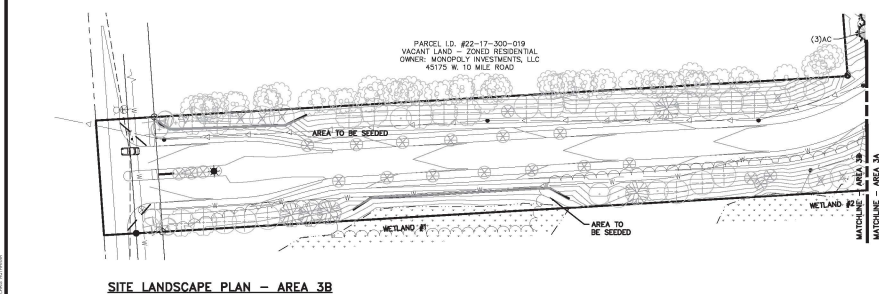 PARCEL I.D. #22-17-300-019
VACANT LAND – ZONED RESIDENTIAL
OWNER: MONOPOLY INVESTMENTS, LLC
45175 W. 10 MILE ROAD
(3)AC
AREA TO BE SEEDED
WETLAND #1
AREA TO
BE SEEDED
WETLAND #2
MATCHLINE – AREA 3B
MATCHLINE – AREA 3A
SITE LANDSCAPE PLAN – AREA 3B